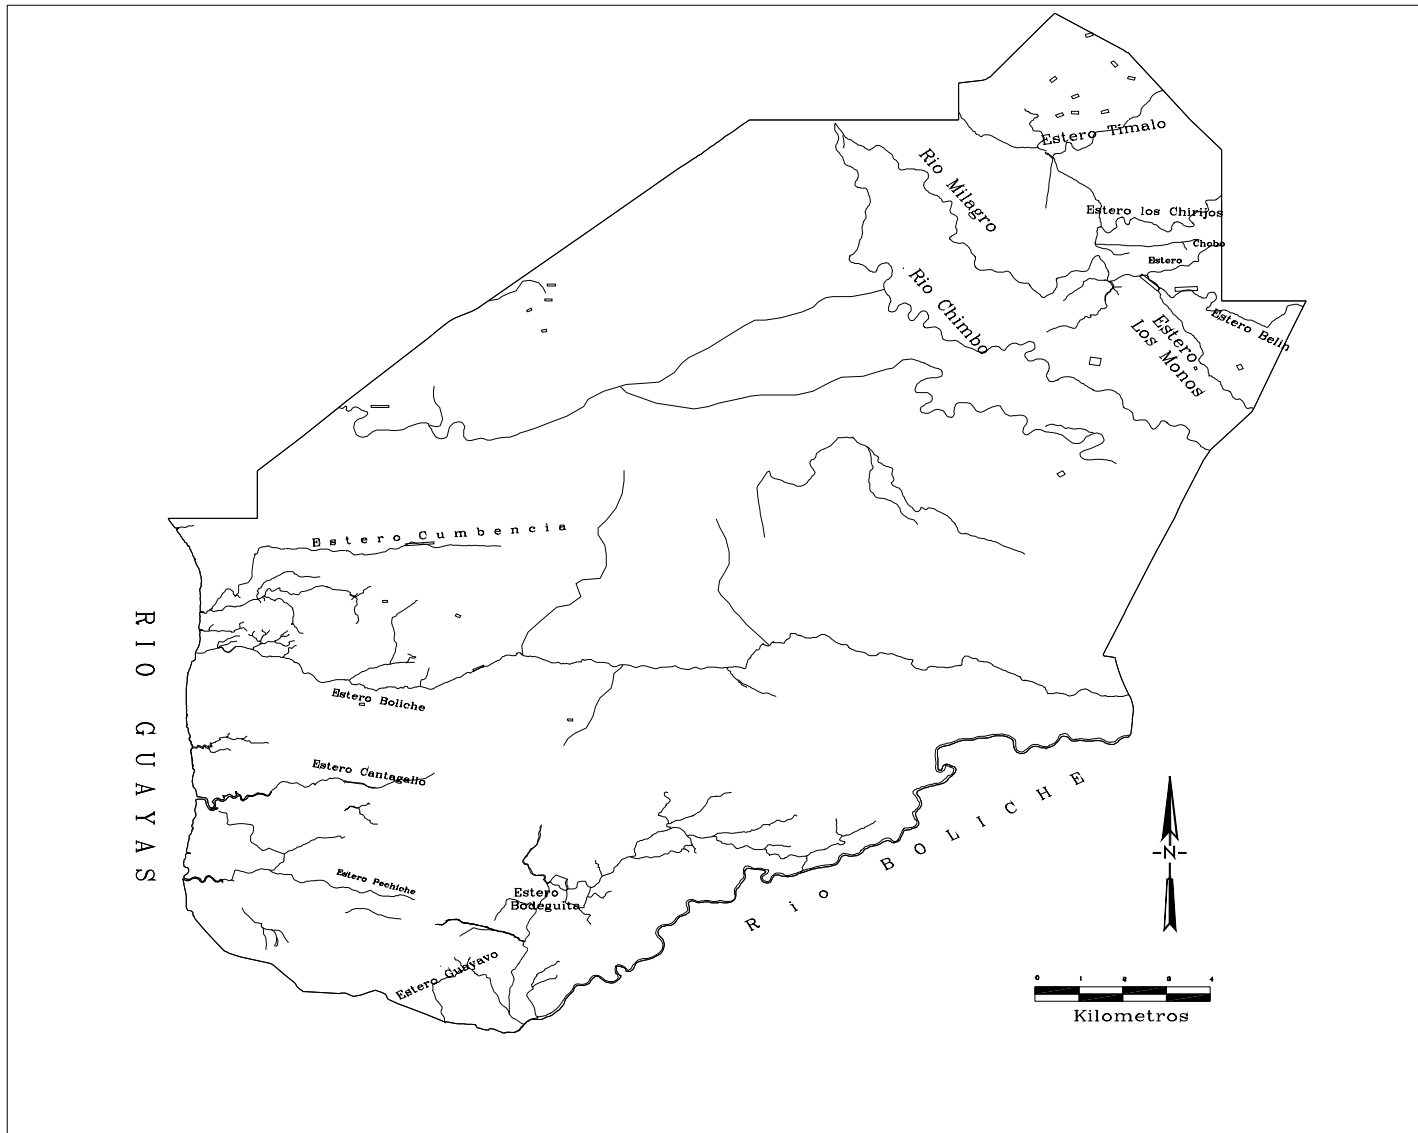 Estero Timalo
Rio Milagro
Estero los Chirijos
Chobo
Estero
Rio Chimbo
Estero Belin
Estero
Los Monos
Estero Cumbencia
RIO GUAYAS
Estero Boliche
Estero Cantagallo
Estero Pechiche
Estero
Bodeguita
Rio BOLICHE
Estero Guayavo
N
0 1 2 3 4
Kilometros